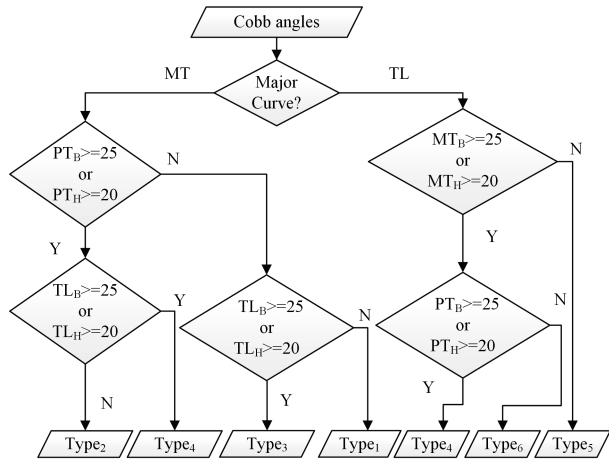 Cobb angles
MT
TL
Major
Curve?
PT_B>=25
or
PT_H>=20
N
MT_B>=25
or
MT_H>=20
N
Y
Y
TL_B>=25
or
TL_H>=20
Y
TL_B>=25
or
TL_H>=20
N
PT_B>=25
or
PT_H>=20
N
N
Y
Y
Type_2
Type_4
Type_3
Type_1
Type_4
Type_6
Type_5